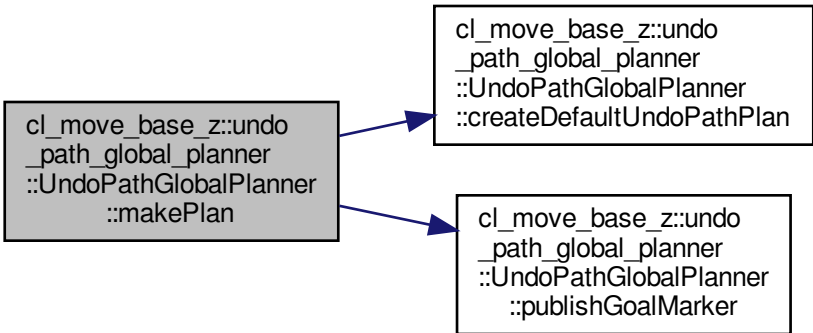 cl_move_base_z::undo
_path_global_planner
::UndoPathGlobalPlanner
::makePlan
cl_move_base_z::undo
_path_global_planner
::UndoPathGlobalPlanner
::createDefaultUndoPathPlan
cl_move_base_z::undo
_path_global_planner
::UndoPathGlobalPlanner
::publishGoalMarker